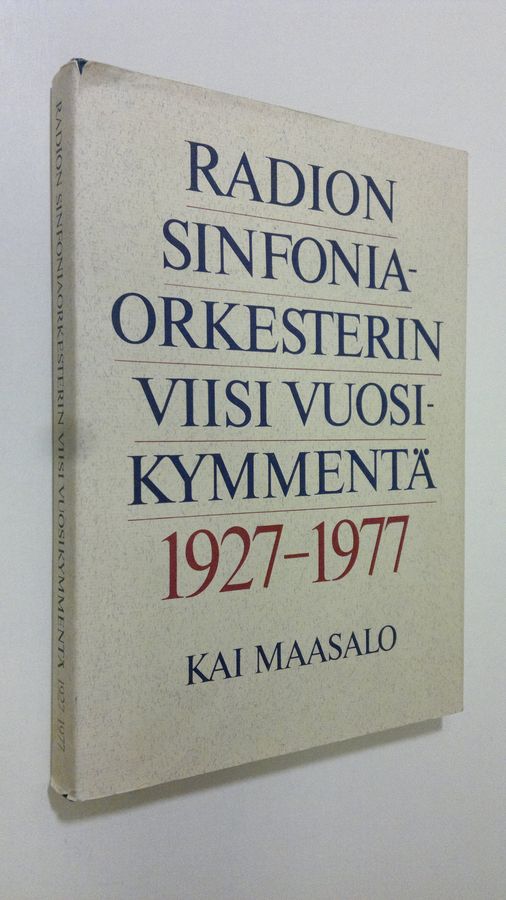 RADION
SINFONIA-
ORKESTERIN
VIISI VUOSI-
KYMMENTÄ
1927–1977
KAI MAASALO
RADION SINFONIAORKESTERIN VIISI VUOSIKYMMENTÄ 1927-1977